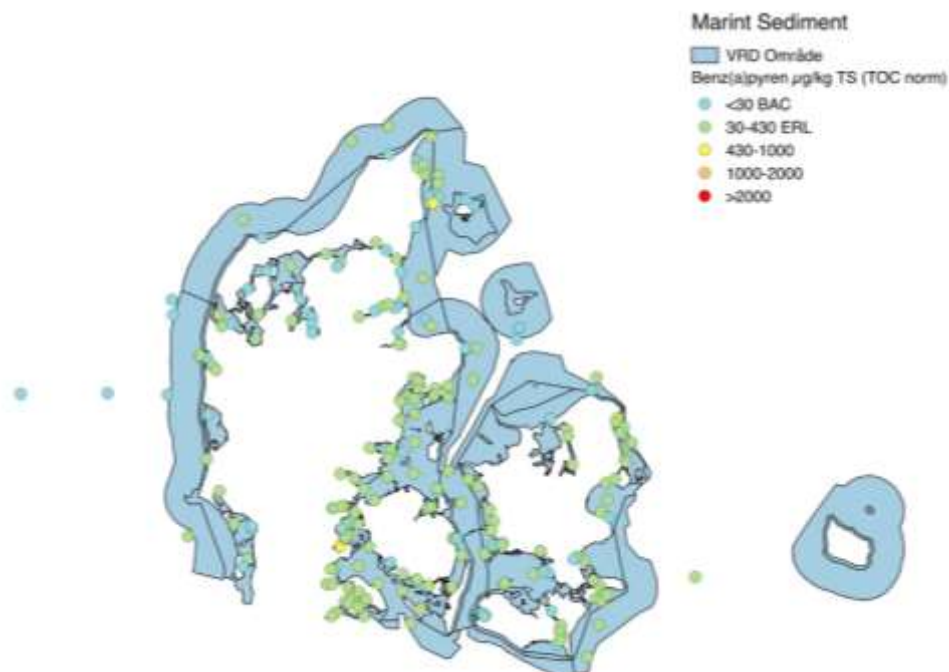 Marint Sediment
VRD Område
Benz(a)pyren µg/kg TS (TOC norm)
<30 BAC
30-430 ERL
430-1000
1000-2000
>2000